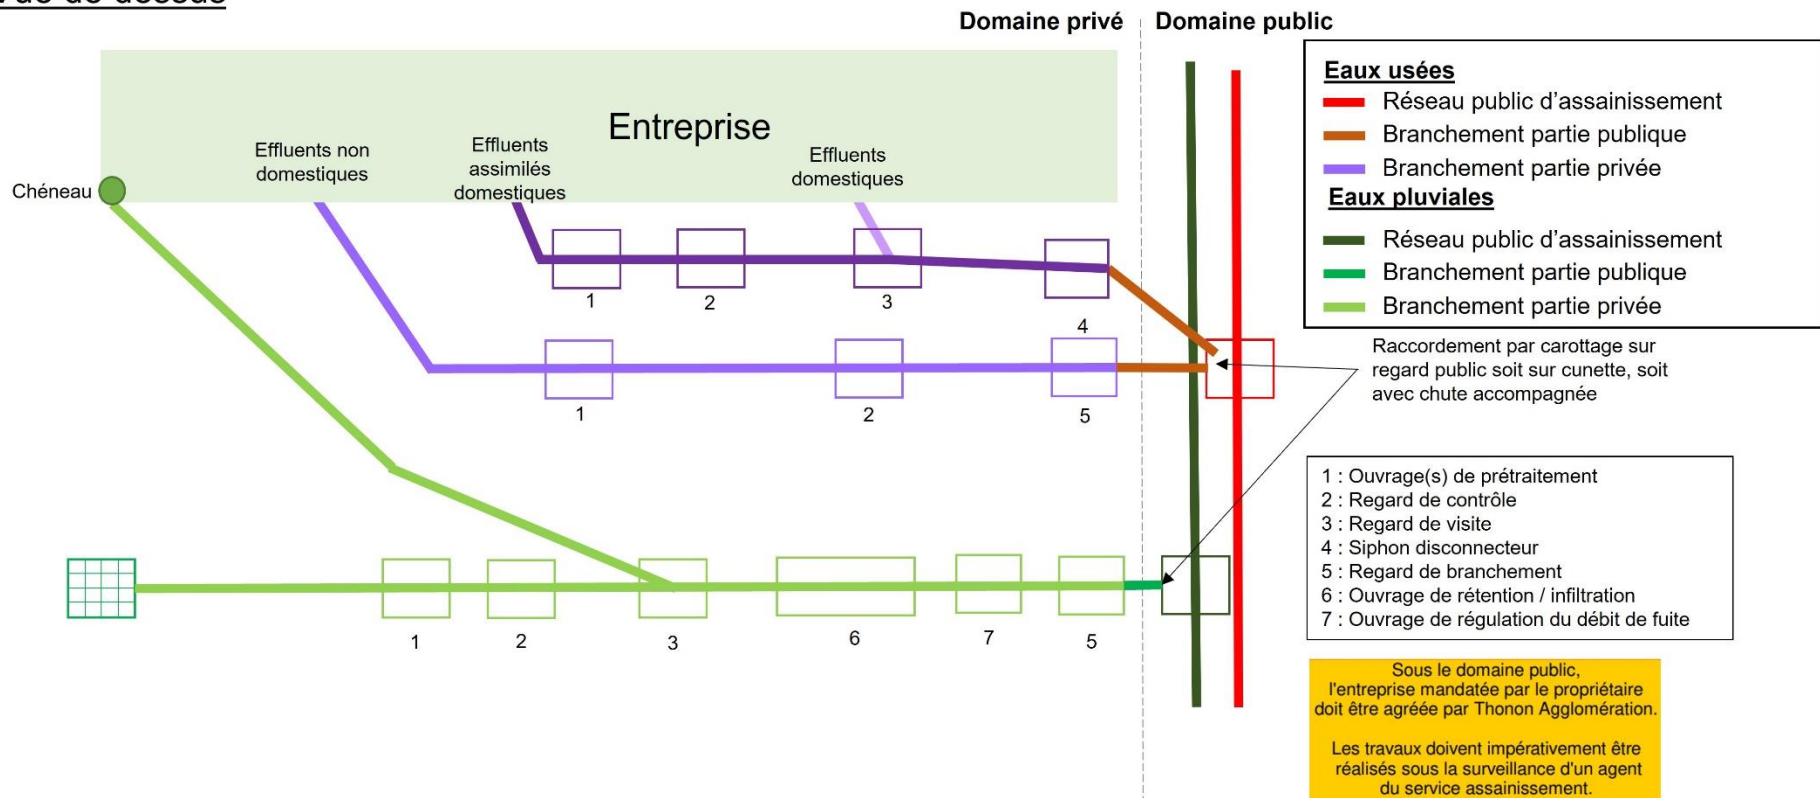 Vue de dessus
Domaine privé
Domaine public
Entreprise
Effluents non
domestiques
Effluents
assimilés
domestiques
Effluents
domestiques
Chéneau
1
2
3
4
1
2
5
1
2
3
6
7
5
Eaux usées
Réseau public d’assainissement
Branchement partie publique
Branchement partie privée
Eaux pluviales
Réseau public d’assainissement
Branchement partie publique
Branchement partie privée
Raccordement par carottage sur
regard public soit sur cunette, soit
avec chute accompagnée
1 : Ouvrage(s) de prétraitement
2 : Regard de contrôle
3 : Regard de visite
4 : Siphon disconnecteur
5 : Regard de branchement
6 : Ouvrage de rétention / infiltration
7 : Ouvrage de régulation du débit de fuite
Sous le domaine public,
l'entreprise mandatée par le propriétaire
doit être agréée par Thonon Agglomération.
Les travaux doivent impérativement être
réalisés sous la surveillance d'un agent
du service assainissement.